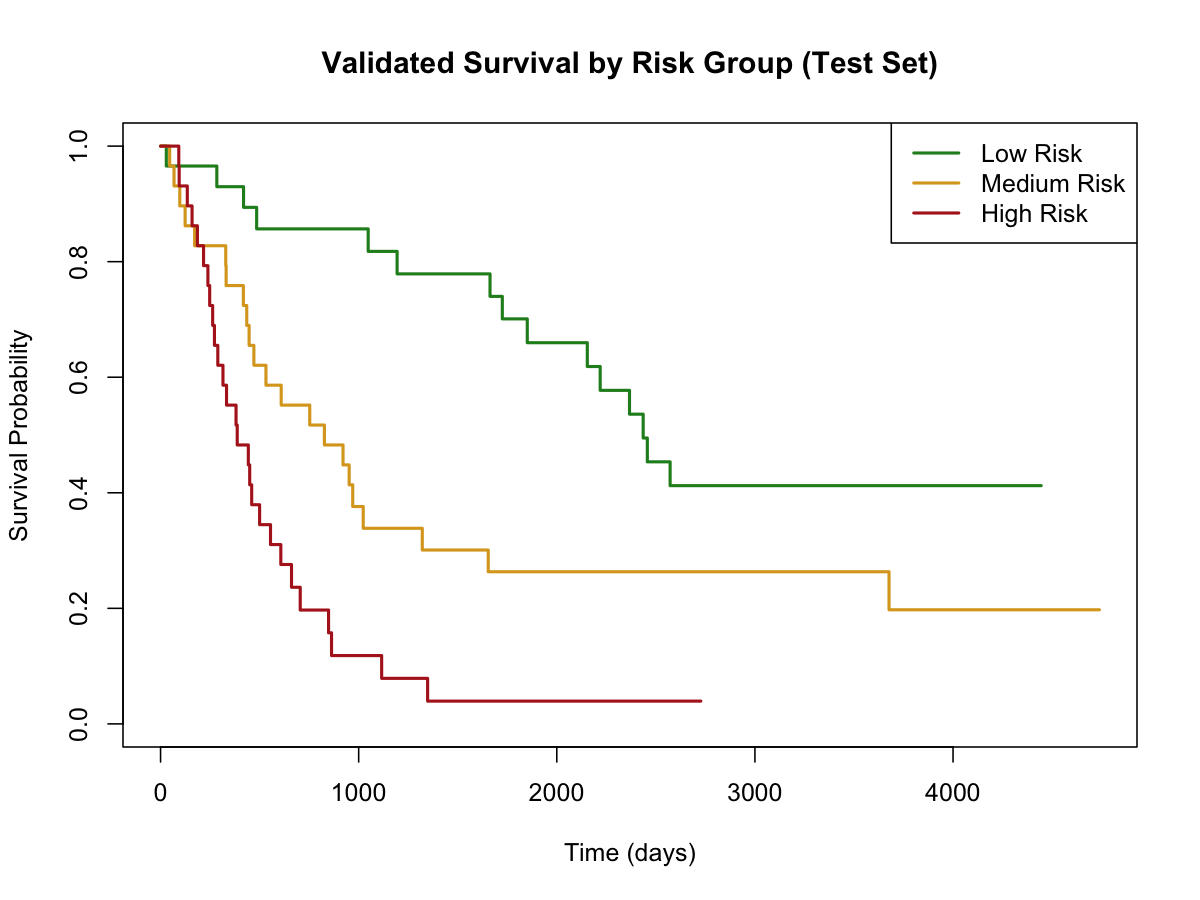 Validated Survival by Risk Group (Test Set)
Low Risk
Medium Risk
High Risk
1.0
0.8
0.6
0.4
0.2
0.0
Survival Probability
0 1000 2000 3000 4000
Time (days)